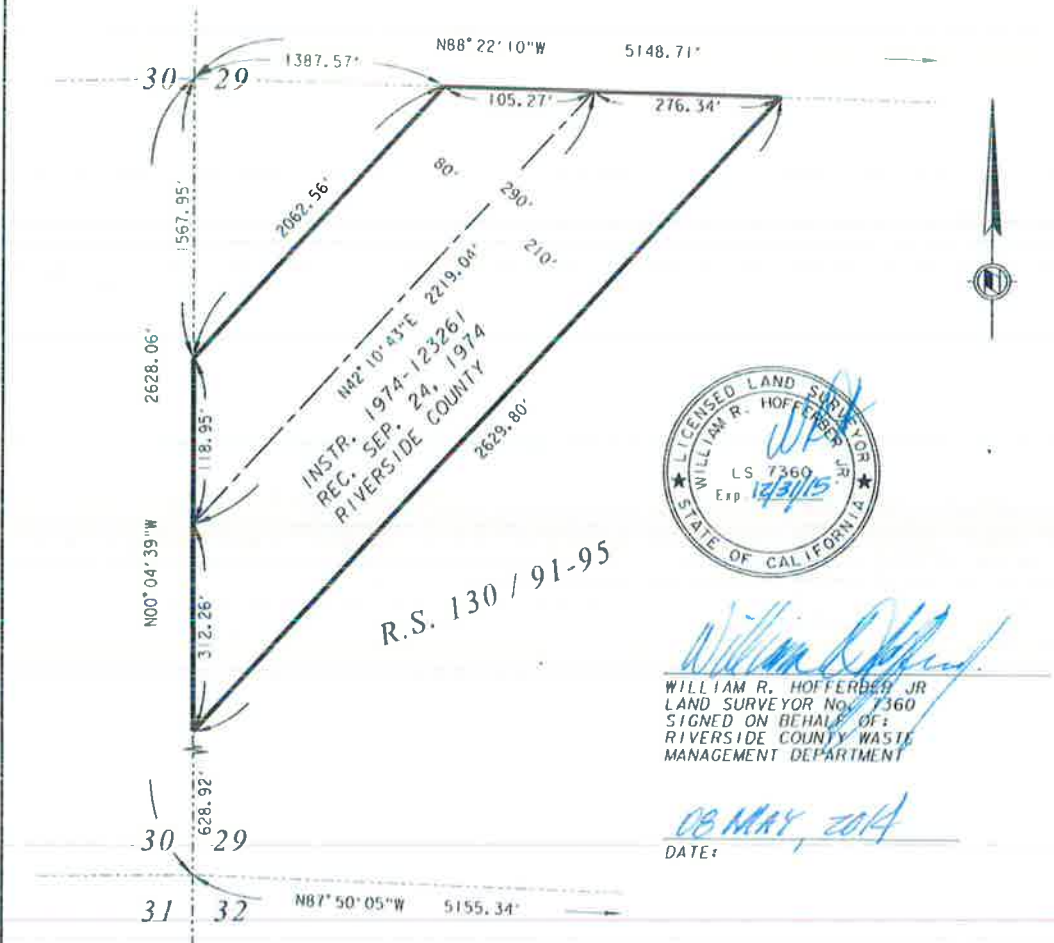 N88°22'10"W 5148.71'
1387.57'
30 29
105.27' 276.34'
1567.95'
2062.56'
80'
290'
210'
2628.06'
N42°10'43"E 2219.04'
INSTR. 1974-123261
REC. SEP. 24, 1974
RIVERSIDE COUNTY
2629.80'
118.95'
N00°04'39"W
312.26'
R.S. 130 / 91-95
628.92'
30 29
31 32
N87°50'05"W 5155.34'
N
LICENSED LAND SURVEYOR
WILLIAM R. HOFFERBER JR.
LS 7360
Exp. 12/31/15
STATE OF CALIFORNIA
WILLIAM R. HOFFERBER JR
LAND SURVEYOR No. 7360
SIGNED ON BEHALF OF:
RIVERSIDE COUNTY WASTE
MANAGEMENT DEPARTMENT
08 MAY, 2014
DATE: